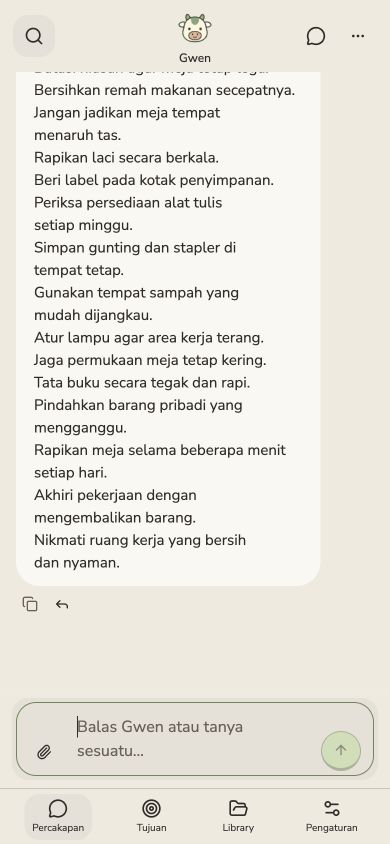 Gwen
Bersihkan remah makanan secepatnya.
Jangan jadikan meja tempat
menaruh tas.
Rapikan laci secara berkala.
Beri label pada kotak penyimpanan.
Periksa persediaan alat tulis
setiap minggu.
Simpan gunting dan stapler di
tempat tetap.
Gunakan tempat sampah yang
mudah dijangkau.
Atur lampu agar area kerja terang.
Jaga permukaan meja tetap kering.
Tata buku secara tegak dan rapi.
Pindahkan barang pribadi yang
mengganggu.
Rapikan meja selama beberapa menit
setiap hari.
Akhiri pekerjaan dengan
mengembalikan barang.
Nikmati ruang kerja yang bersih
dan nyaman.
Balas Gwen atau tanya
sesuatu...
Percakapan
Tujuan
Library
Pengaturan